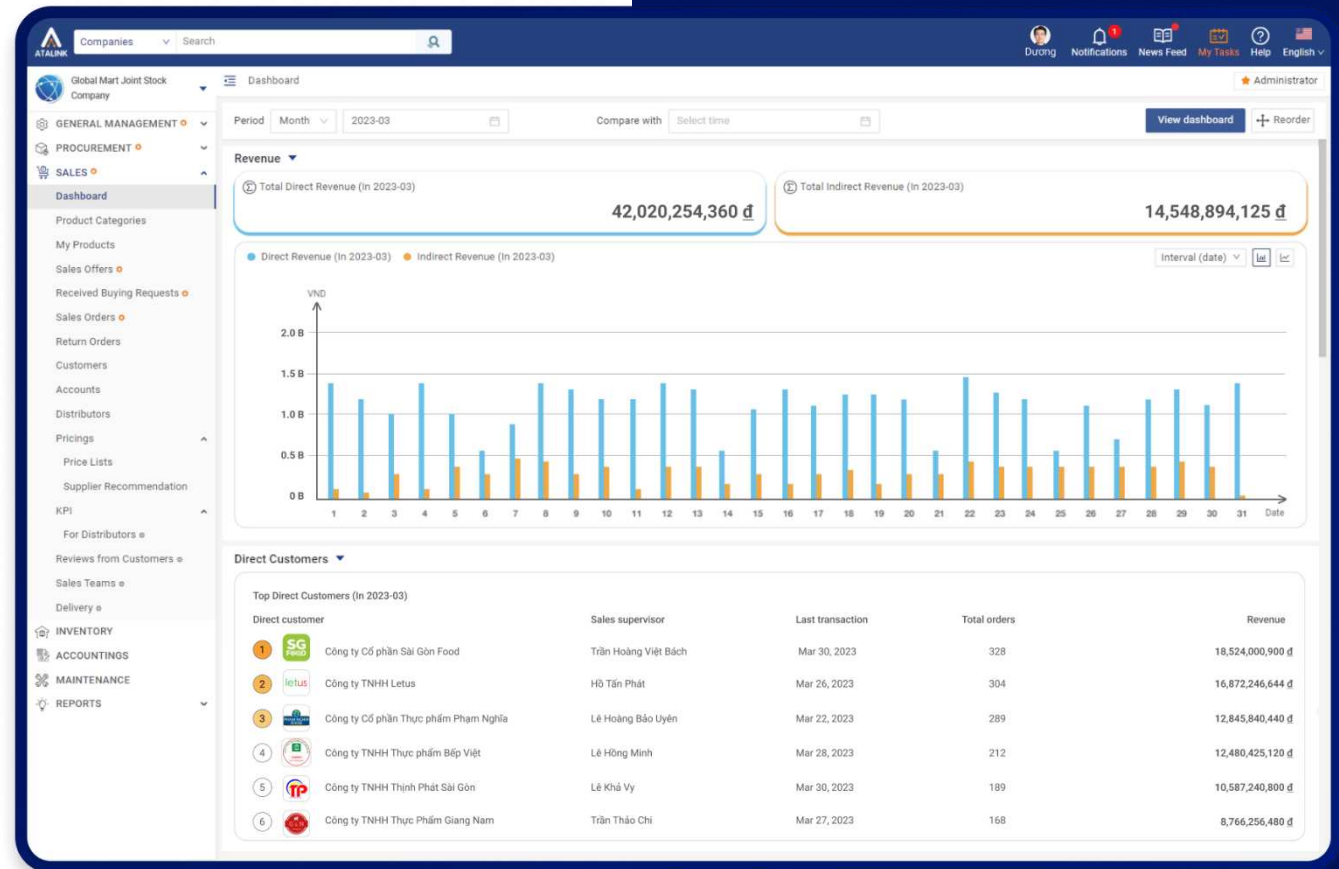 ATALINK
Companies Search
Dương Notifications 1 News Feed My Tasks Help English
Global Mart Joint Stock
Company
Dashboard
Administrator
GENERAL MANAGEMENT
PROCUREMENT
SALES
Dashboard
Product Categories
My Products
Sales Offers
Received Buying Requests
Sales Orders
Return Orders
Customers
Accounts
Distributors
Pricings
Price Lists
Supplier Recommendation
KPI
For Distributors
Reviews from Customers
Sales Teams
Delivery
INVENTORY
ACCOUNTINGS
MAINTENANCE
REPORTS
Period Month 2023-03 Compare with Select time View dashboard Reorder
Revenue
Total Direct Revenue (In 2023-03)
42,020,254,360 đ
Total Indirect Revenue (In 2023-03)
14,548,894,125 đ
Direct Revenue (In 2023-03) Indirect Revenue (In 2023-03) Interval (date)
VND
2.0 B
1.5 B
1.0 B
0.5 B
0 B
1 2 3 4 5 6 7 8 9 10 11 12 13 14 15 16 17 18 19 20 21 22 23 24 25 26 27 28 29 30 31 Date
Direct Customers
Top Direct Customers (In 2023-03)
Direct customer Sales supervisor Last transaction Total orders Revenue
1 SG FOOD Công ty Cổ phần Sài Gòn Food Trần Hoàng Việt Bách Mar 30, 2023 328 18,524,000,900 đ
2 letus Công ty TNHH Letus Hồ Tấn Phát Mar 26, 2023 304 16,872,246,644 đ
3 Công ty Cổ phần Thực phẩm Phạm Nghĩa Lê Hoàng Bảo Uyên Mar 22, 2023 289 12,845,840,440 đ
4 Công ty TNHH Thực phẩm Bếp Việt Lê Hồng Minh Mar 28, 2023 212 12,480,425,120 đ
5 TP Công ty TNHH Thịnh Phát Sài Gòn Lê Khả Vy Mar 30, 2023 189 10,587,240,800 đ
6 Công ty TNHH Thực Phẩm Giang Nam Trần Thảo Chi Mar 27, 2023 168 8,766,256,480 đ